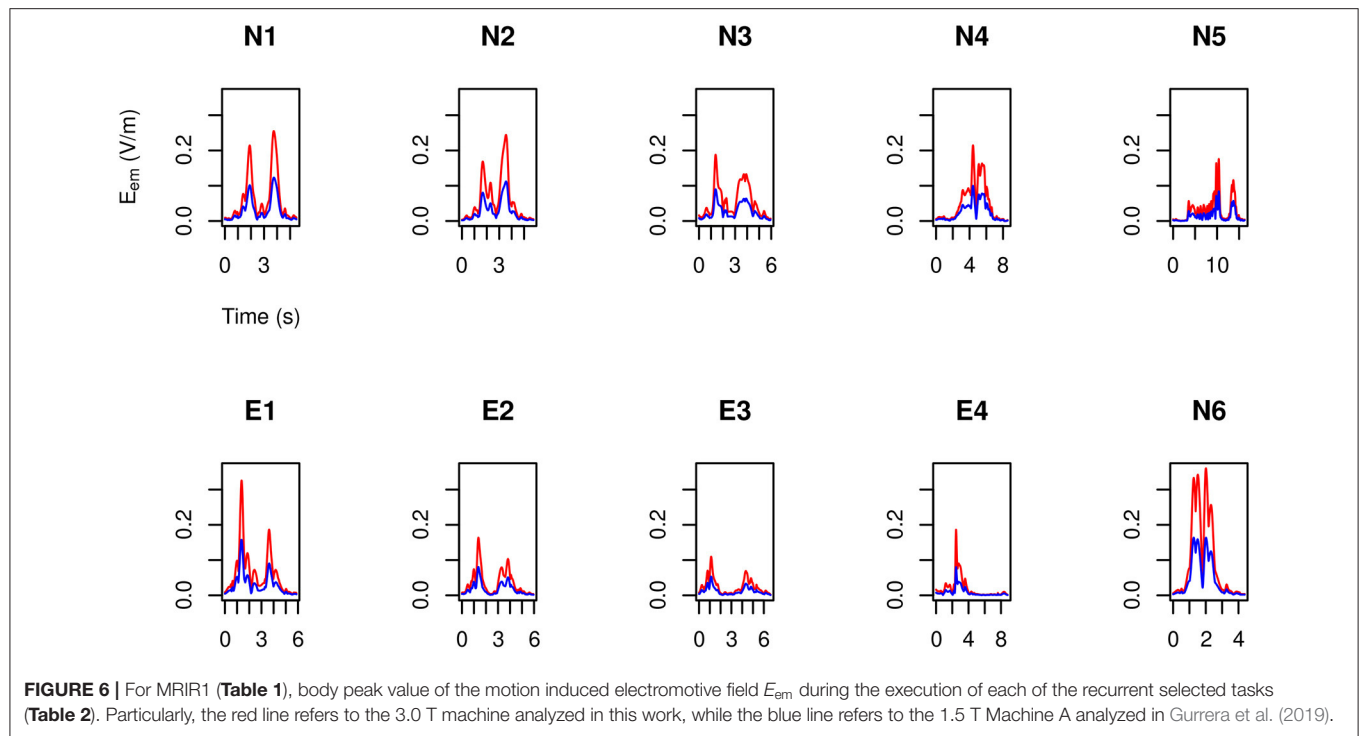 N1 N2 N3 N4 N5
E_em (V/m)
0.0 0.2
0.0 0.2
0.0 0.2
0.0 0.2
0.0 0.2
0 3
0 3
0 3 6
0 4 8
0 10
Time (s)
E1 E2 E3 E4 N6
0.0 0.2
0.0 0.2
0.0 0.2
0.0 0.2
0.0 0.2
0 3 6
0 3 6
0 3 6
0 4 8
0 2 4
FIGURE 6 | For MRIR1 (Table 1), body peak value of the motion induced electromotive field E_em during the execution of each of the recurrent selected tasks
(Table 2). Particularly, the red line refers to the 3.0 T machine analyzed in this work, while the blue line refers to the 1.5 T Machine A analyzed in Gurrera et al. (2019).